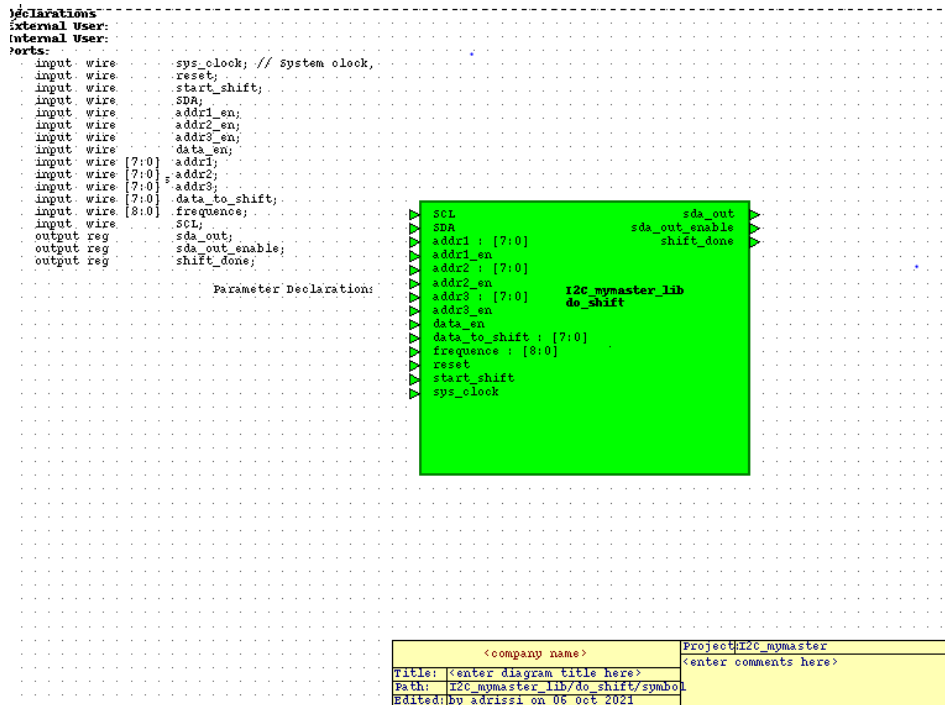 Declarations
External User:
Internal User:
Ports:
input wire sys_clock; // System clock,
input wire reset;
input wire start_shift;
input wire SDA;
input wire addr1_en;
input wire addr2_en;
input wire addr3_en;
input wire data_en;
input wire [7:0] addr1;
input wire [7:0] addr2;
input wire [7:0] addr3;
input wire [7:0] data_to_shift;
input wire [8:0] frequence;
input wire SCL;
output reg sda_out;
output reg sda_out_enable;
output reg shift_done;
Parameter Declarations
SCL
SDA
addr1 : [7:0]
addr1_en
addr2 : [7:0]
addr2_en
addr3 : [7:0]
addr3_en
data_en
data_to_shift : [7:0]
frequence : [8:0]
reset
start_shift
sys_clock
I2C_mymaster_lib
do_shift
sda_out
sda_out_enable
shift_done
<company name>
Title: <enter diagram title here>
Path: I2C_mymaster_lib/do_shift/symbol
Edited: by adrissi on 06 oct 2021
Project: I2C_mymaster
<enter comments here>